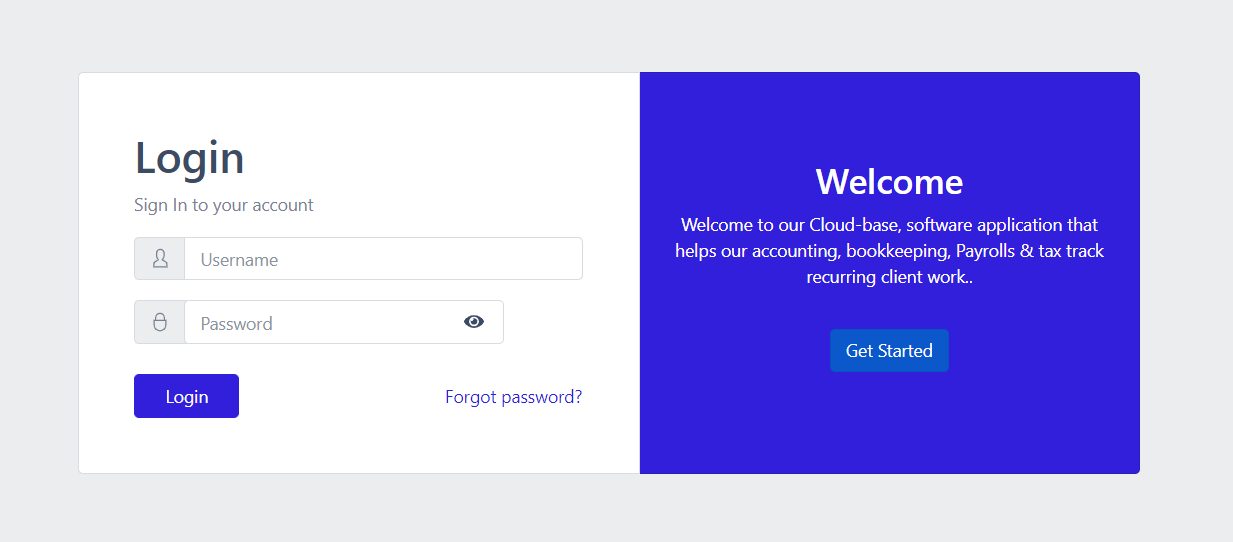 Login
Sign In to your account
Username
Password
Login
Forgot password?
Welcome
Welcome to our Cloud-base, software application that
helps our accounting, bookkeeping, Payrolls & tax track
recurring client work..
Get Started